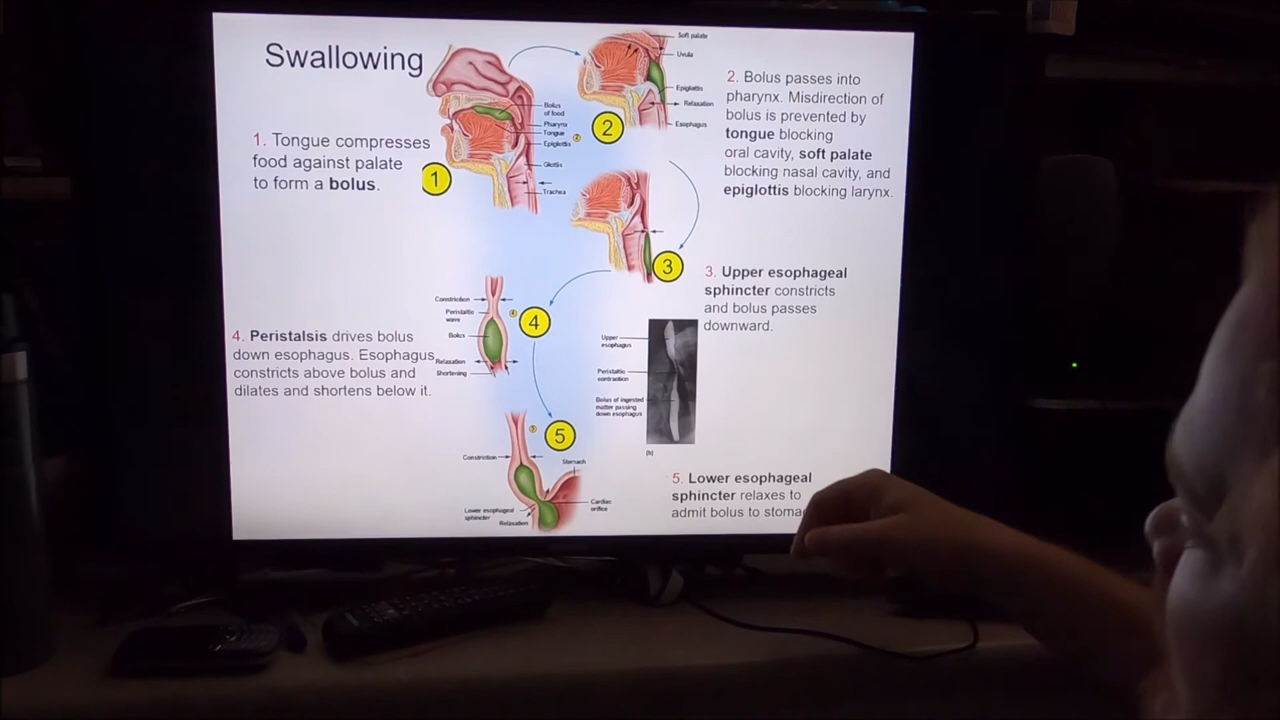 Swallowing
1. Tongue compresses
food against palate
to form a bolus.
1
Bolus
of food
Pharynx
Tongue
Epiglottis
Glottis
Trachea
2
Soft palate
Uvula
Epiglottis
Relaxation
Esophagus
2
2. Bolus passes into
pharynx. Misdirection of
bolus is prevented by
tongue blocking
oral cavity, soft palate
blocking nasal cavity, and
epiglottis blocking larynx.
3
3. Upper esophageal
sphincter constricts
and bolus passes
downward.
4. Peristalsis drives bolus
down esophagus. Esophagus
constricts above bolus and
dilates and shortens below it.
Constriction
Peristaltic
wave
Bolus
Relaxation
Shortening
4
4
Upper
esophagus
Peristaltic
contraction
Bolus of ingested
matter passing
down esophagus
(b)
5
5
Constriction
Stomach
Cardiac
orifice
Lower esophageal
sphincter
Relaxation
5. Lower esophageal
sphincter relaxes to
admit bolus to stomac